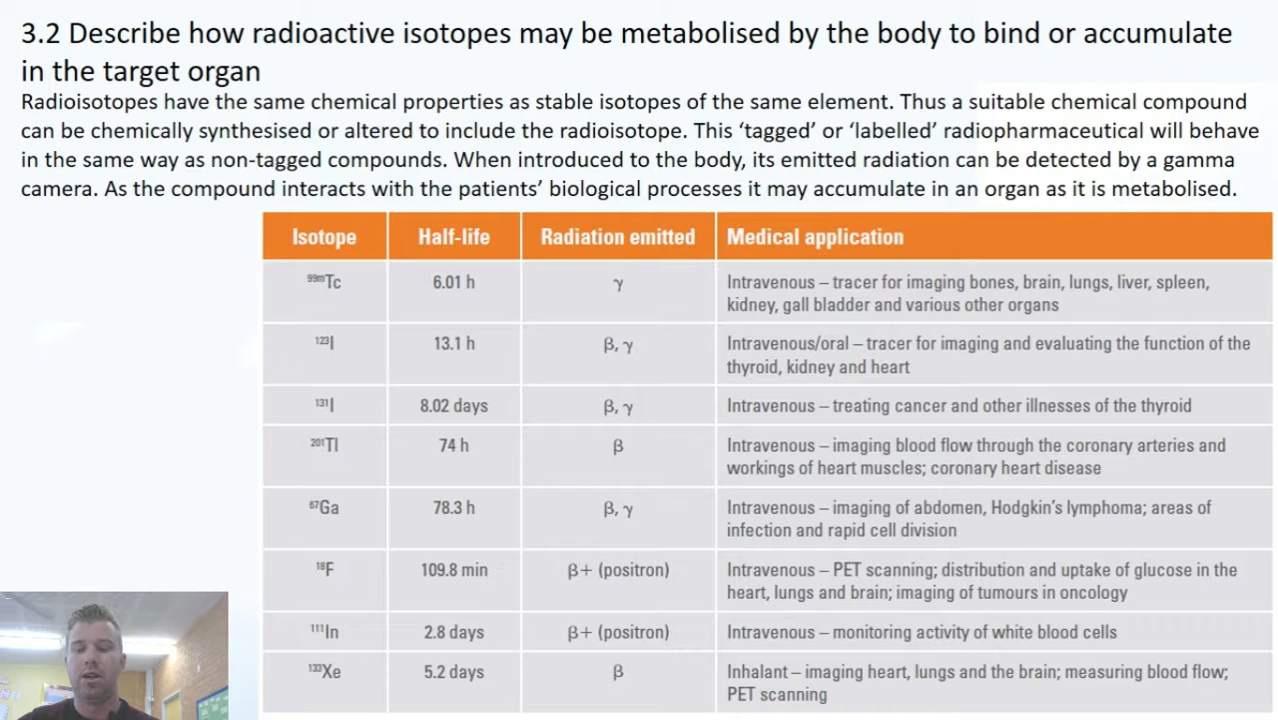 3.2 Describe how radioactive isotopes may be metabolised by the body to bind or accumulate
in the target organ
Radioisotopes have the same chemical properties as stable isotopes of the same element. Thus a suitable chemical compound
can be chemically synthesised or altered to include the radioisotope. This ‘tagged’ or ‘labelled’ radiopharmaceutical will behave
in the same way as non-tagged compounds. When introduced to the body, its emitted radiation can be detected by a gamma
camera. As the compound interacts with the patients’ biological processes it may accumulate in an organ as it is metabolised.
Isotope Half-life Radiation emitted Medical application
⁹⁹ᵐTc 6.01 h γ Intravenous – tracer for imaging bones, brain, lungs, liver, spleen,
kidney, gall bladder and various other organs
¹²³I 13.1 h β, γ Intravenous/oral – tracer for imaging and evaluating the function of the
thyroid, kidney and heart
¹³¹I 8.02 days β, γ Intravenous – treating cancer and other illnesses of the thyroid
²⁰¹Tl 74 h β Intravenous – imaging blood flow through the coronary arteries and
workings of heart muscles; coronary heart disease
⁶⁷Ga 78.3 h β, γ Intravenous – imaging of abdomen, Hodgkin’s lymphoma; areas of
infection and rapid cell division
¹⁸F 109.8 min β+ (positron) Intravenous – PET scanning; distribution and uptake of glucose in the
heart, lungs and brain; imaging of tumours in oncology
¹¹¹In 2.8 days β+ (positron) Intravenous – monitoring activity of white blood cells
¹³³Xe 5.2 days β Inhalant – imaging heart, lungs and the brain; measuring blood flow;
PET scanning